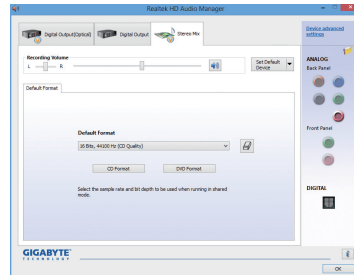 Realtek HD Audio Manager
Digital Output(Optical)
Digital Output
Stereo Mix
Device advanced settings
Recording Volume
L
R
Set Default Device
ANALOG
Back Panel
Default Format
Default Format
16 Bits, 44100 Hz (CD Quality)
CD Format
DVD Format
Select the sample rate and bit depth to be used when running in shared
mode.
Front Panel
DIGITAL
GIGABYTE
TECHNOLOGY
OK